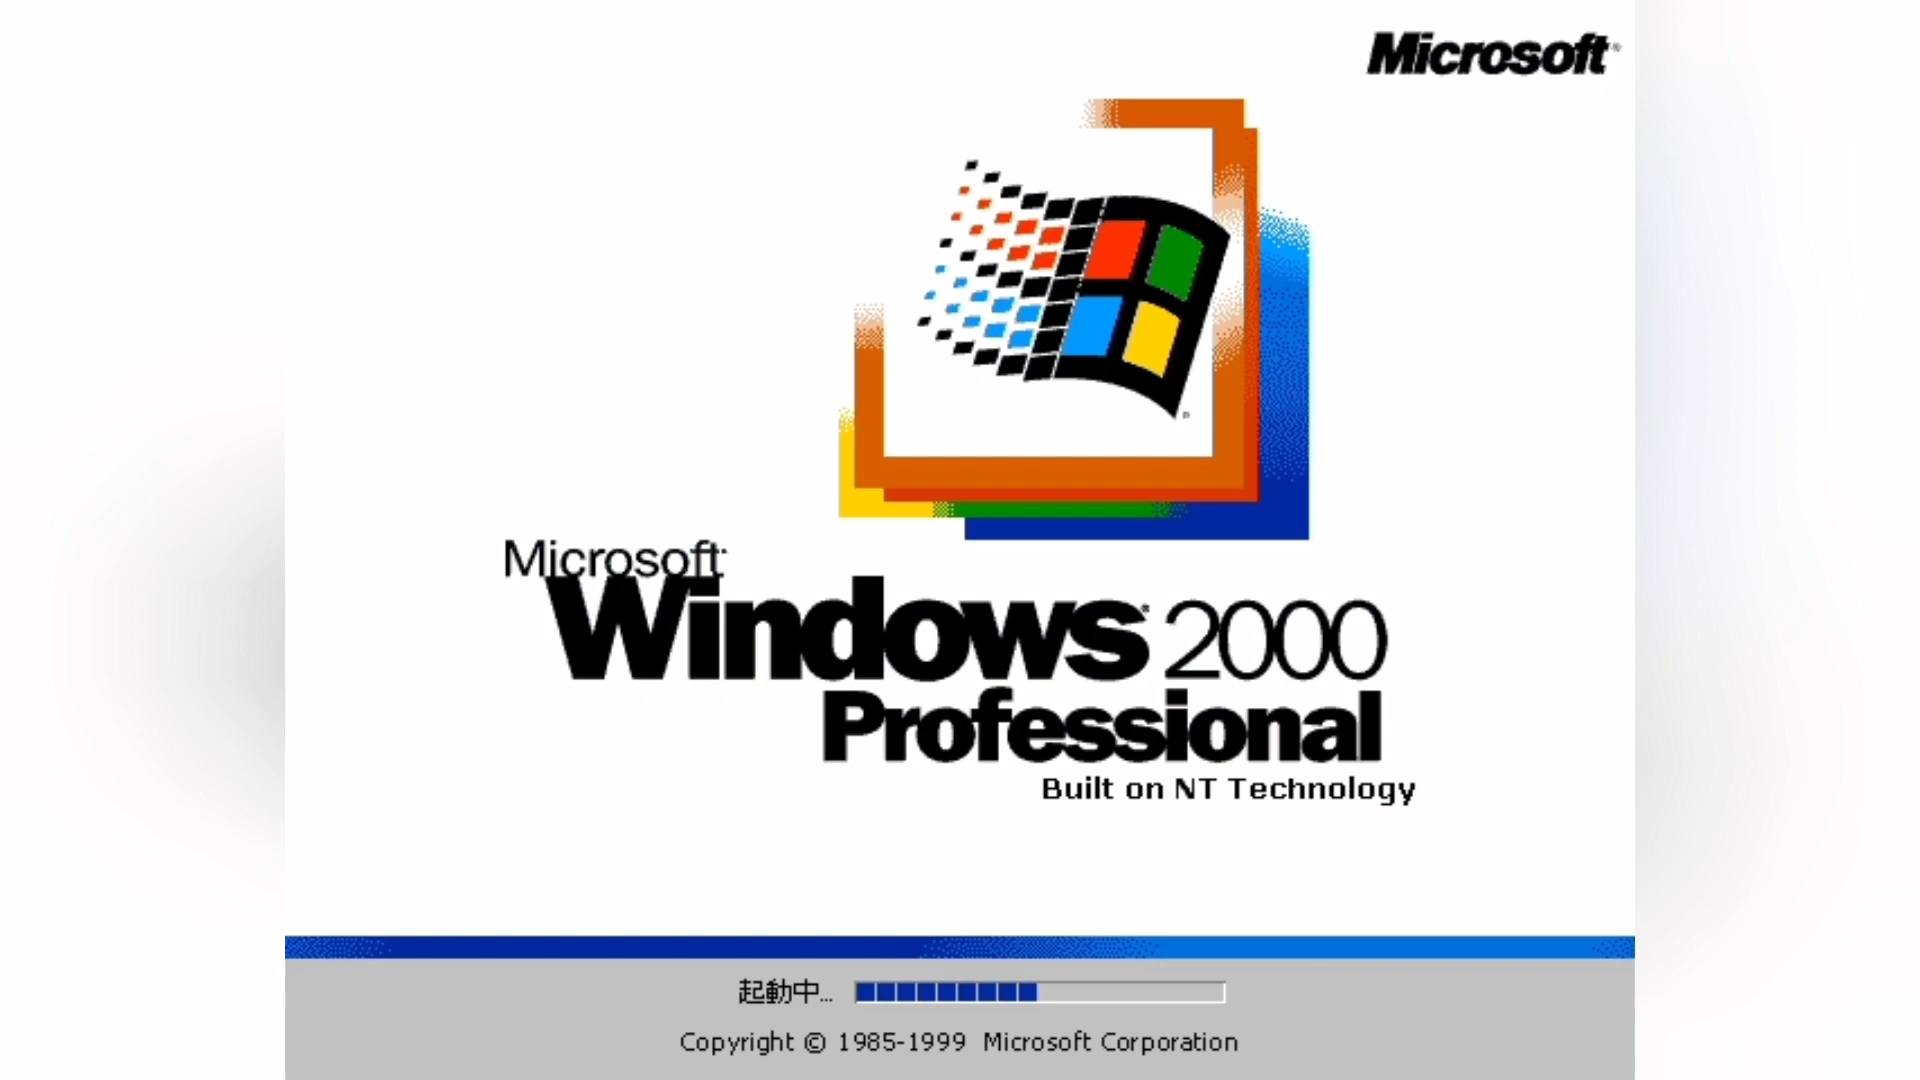 Microsoft®
Microsoft®
Windows® 2000
Professional
Built on NT Technology
起動中...
Copyright © 1985-1999 Microsoft Corporation